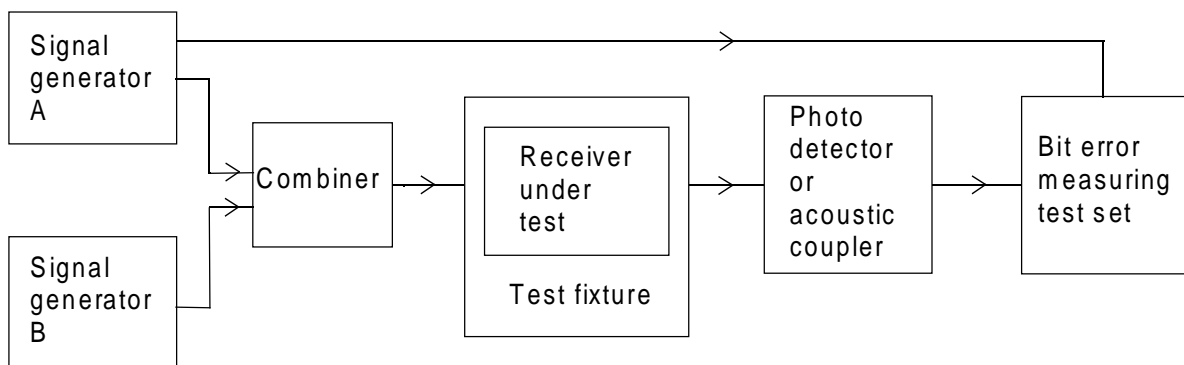 Signal
generator
A
Combiner
Signal
generator
B
Receiver
under
test
Test fixture
Photo
detector
or
acoustic
coupler
Bit error
measuring
test set